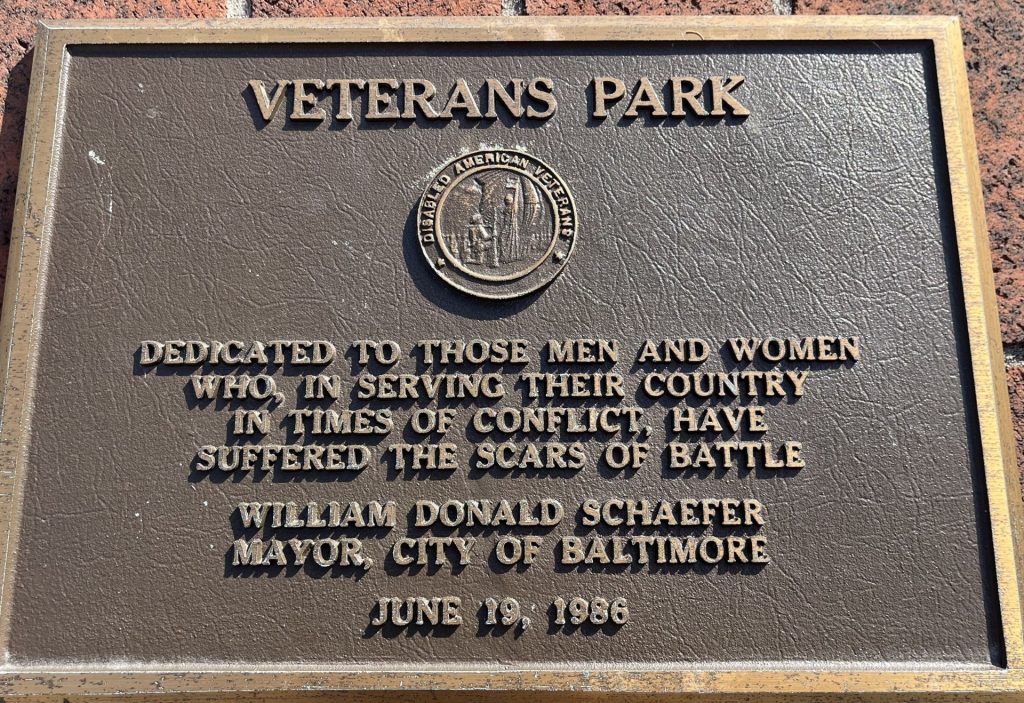 VETERANS PARK
DISABLED AMERICAN VETERANS
DEDICATED TO THOSE MEN AND WOMEN
WHO, IN SERVING THEIR COUNTRY
IN TIMES OF CONFLICT, HAVE
SUFFERED THE SCARS OF BATTLE
WILLIAM DONALD SCHAEFER
MAYOR, CITY OF BALTIMORE
JUNE 19, 1986